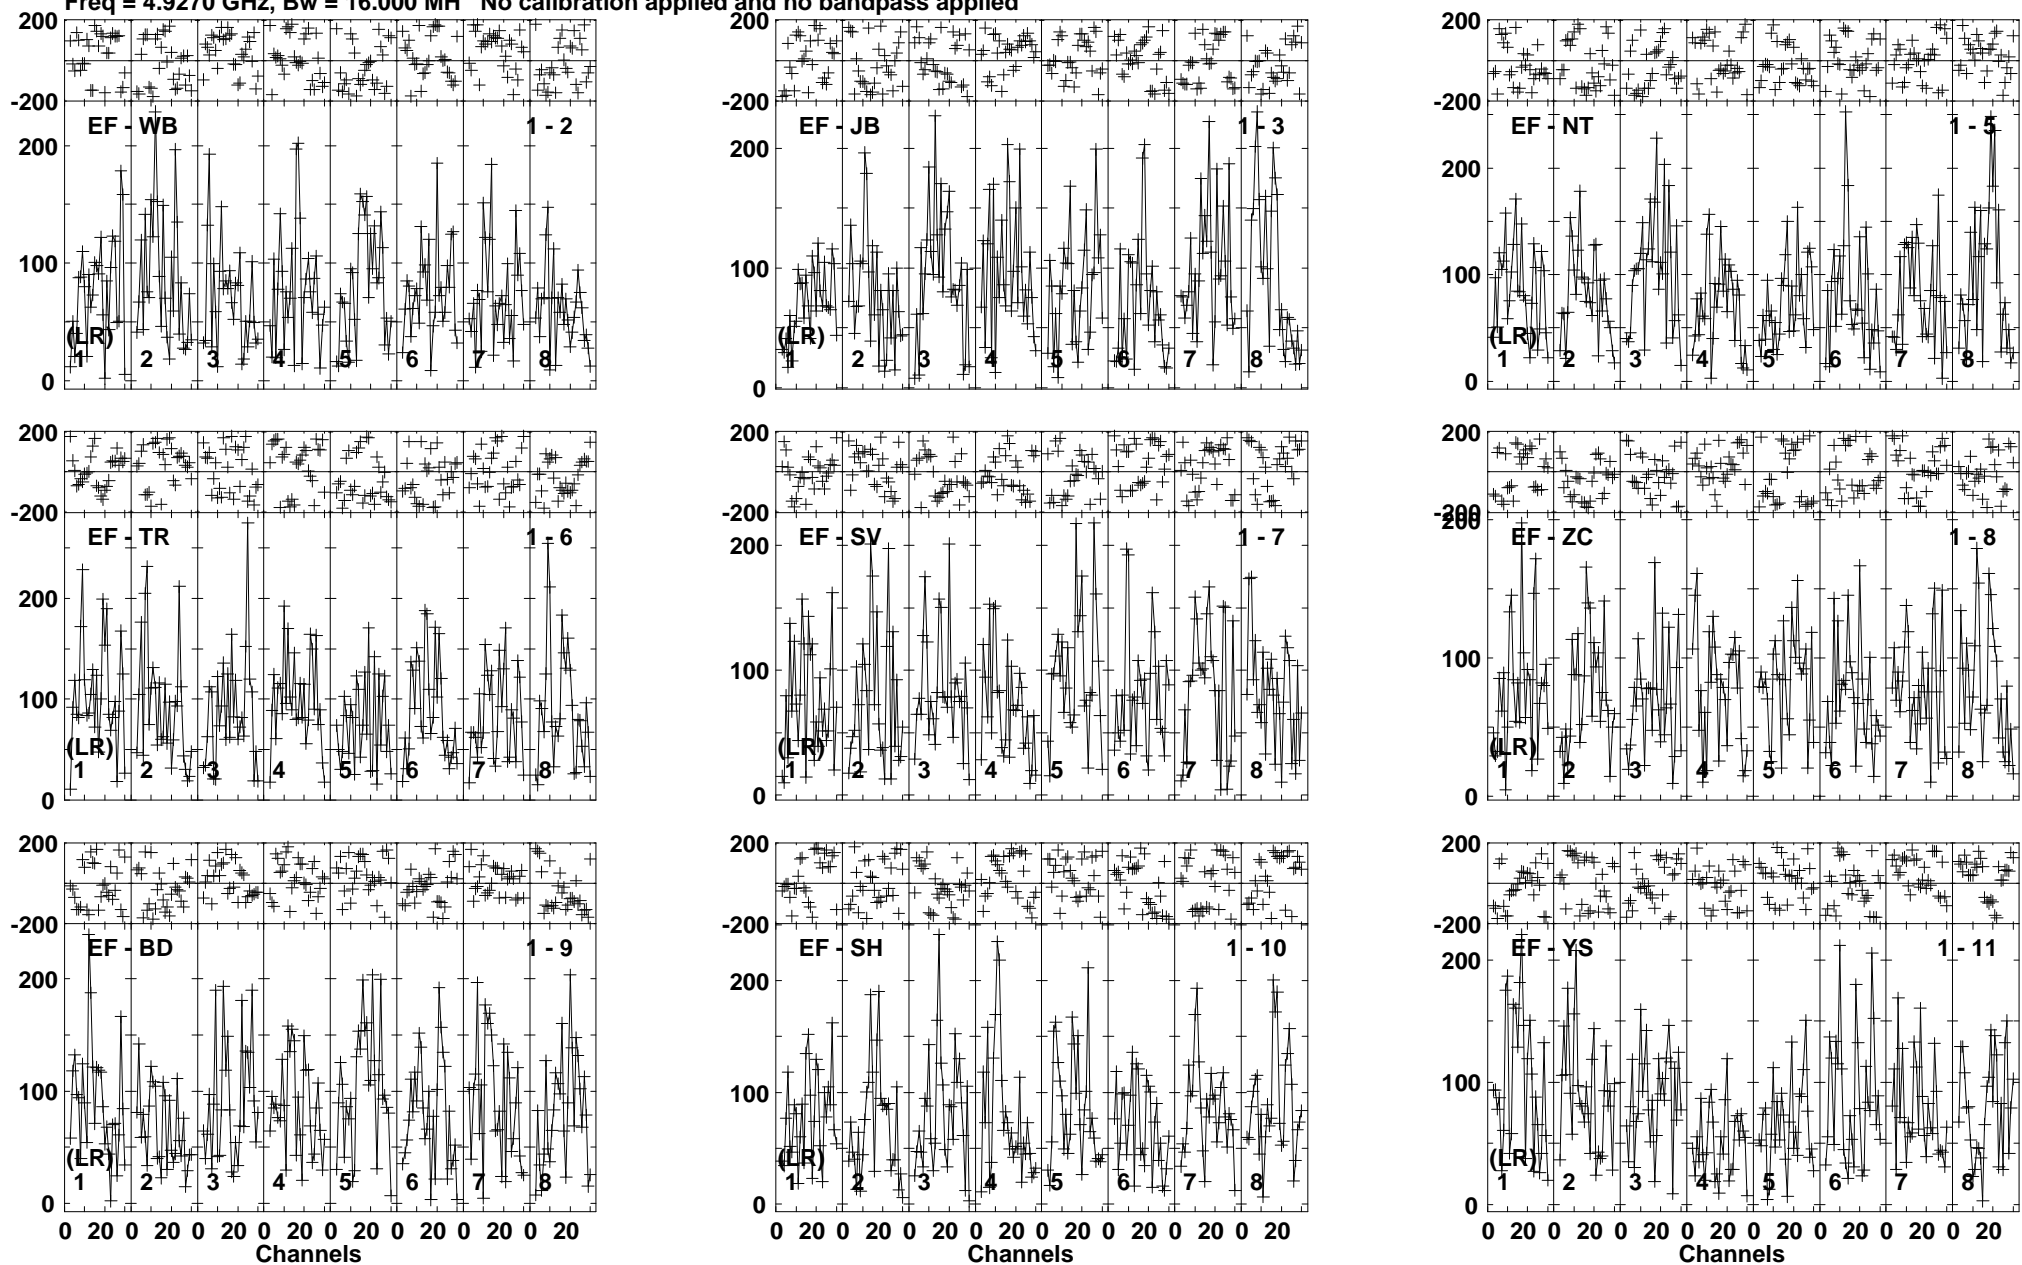 Freq = 4.9270 GHz, Bw = 16.000 MH No calibration applied and no bandpass applied
200 200 200
-200 -200 -200
EF - WB 1 - 2 EF - JB 1 - 3 EF - NT 1 - 5
200 200 200
100 100 100
(LR) (LR) (LR)
1 2 3 4 5 6 7 8 1 2 3 4 5 6 7 8 1 2 3 4 5 6 7 8
0 0 0
200 200 200
-200 -200 -200
200
EF - TR 1 - 6 EF - SV 1 - 7 EF - ZC 1 - 8
200 200
100 100 100
(LR) (LR) (LR)
1 2 3 4 5 6 7 8 1 2 3 4 5 6 7 8 1 2 3 4 5 6 7 8
0 0 0
200 200 200
-200 -200 -200
EF - BD 1 - 9 EF - SH 1 - 10 EF - YS 1 - 11
200 200 200
100 100 100
(LR) (LR) (LR)
1 2 3 4 5 6 7 8 1 2 3 4 5 6 7 8 1 2 3 4 5 6 7 8
0 0 0
0 20 0 20 0 20 0 20 0 20 0 20 0 20 0 20 0 20 0 20 0 20 0 20 0 20 0 20 0 20 0 20 0 20 0 20 0 20 0 20 0 20 0 20 0 20 0 20
Channels Channels Channels